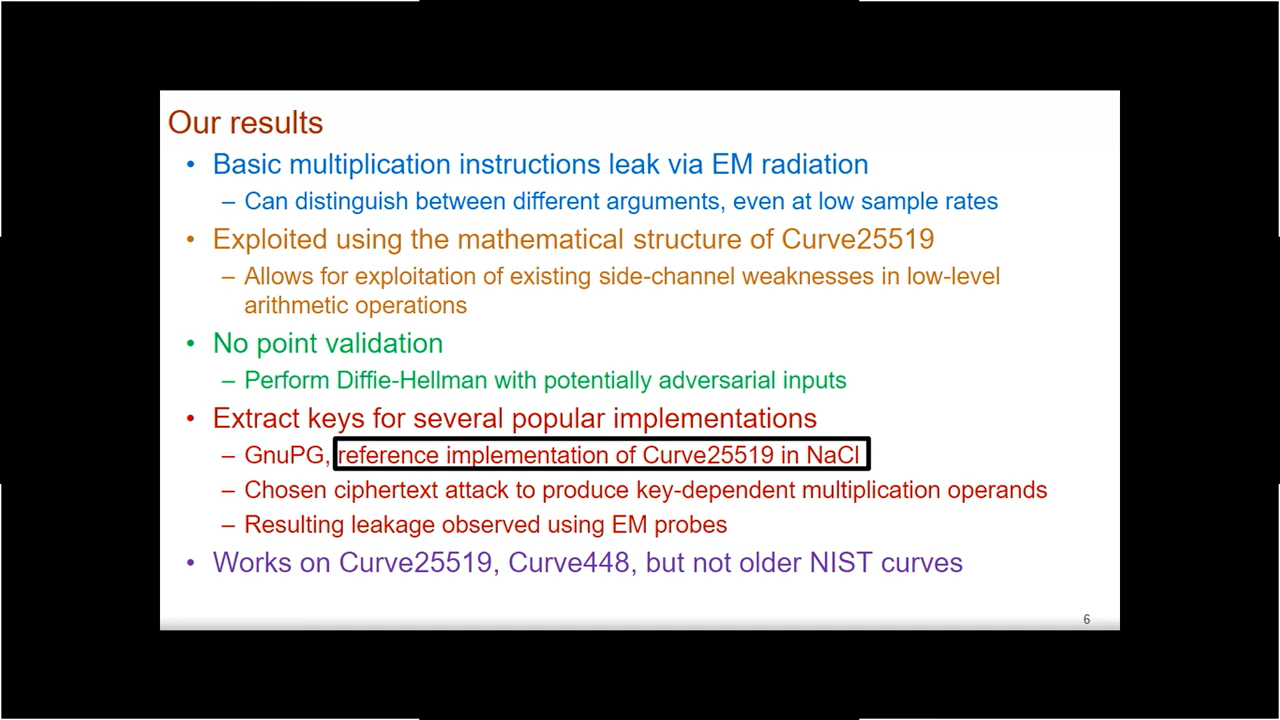 Our results
• Basic multiplication instructions leak via EM radiation
– Can distinguish between different arguments, even at low sample rates
• Exploited using the mathematical structure of Curve25519
– Allows for exploitation of existing side-channel weaknesses in low-level
arithmetic operations
• No point validation
– Perform Diffie-Hellman with potentially adversarial inputs
• Extract keys for several popular implementations
– GnuPG, reference implementation of Curve25519 in NaCl
– Chosen ciphertext attack to produce key-dependent multiplication operands
– Resulting leakage observed using EM probes
• Works on Curve25519, Curve448, but not older NIST curves
6